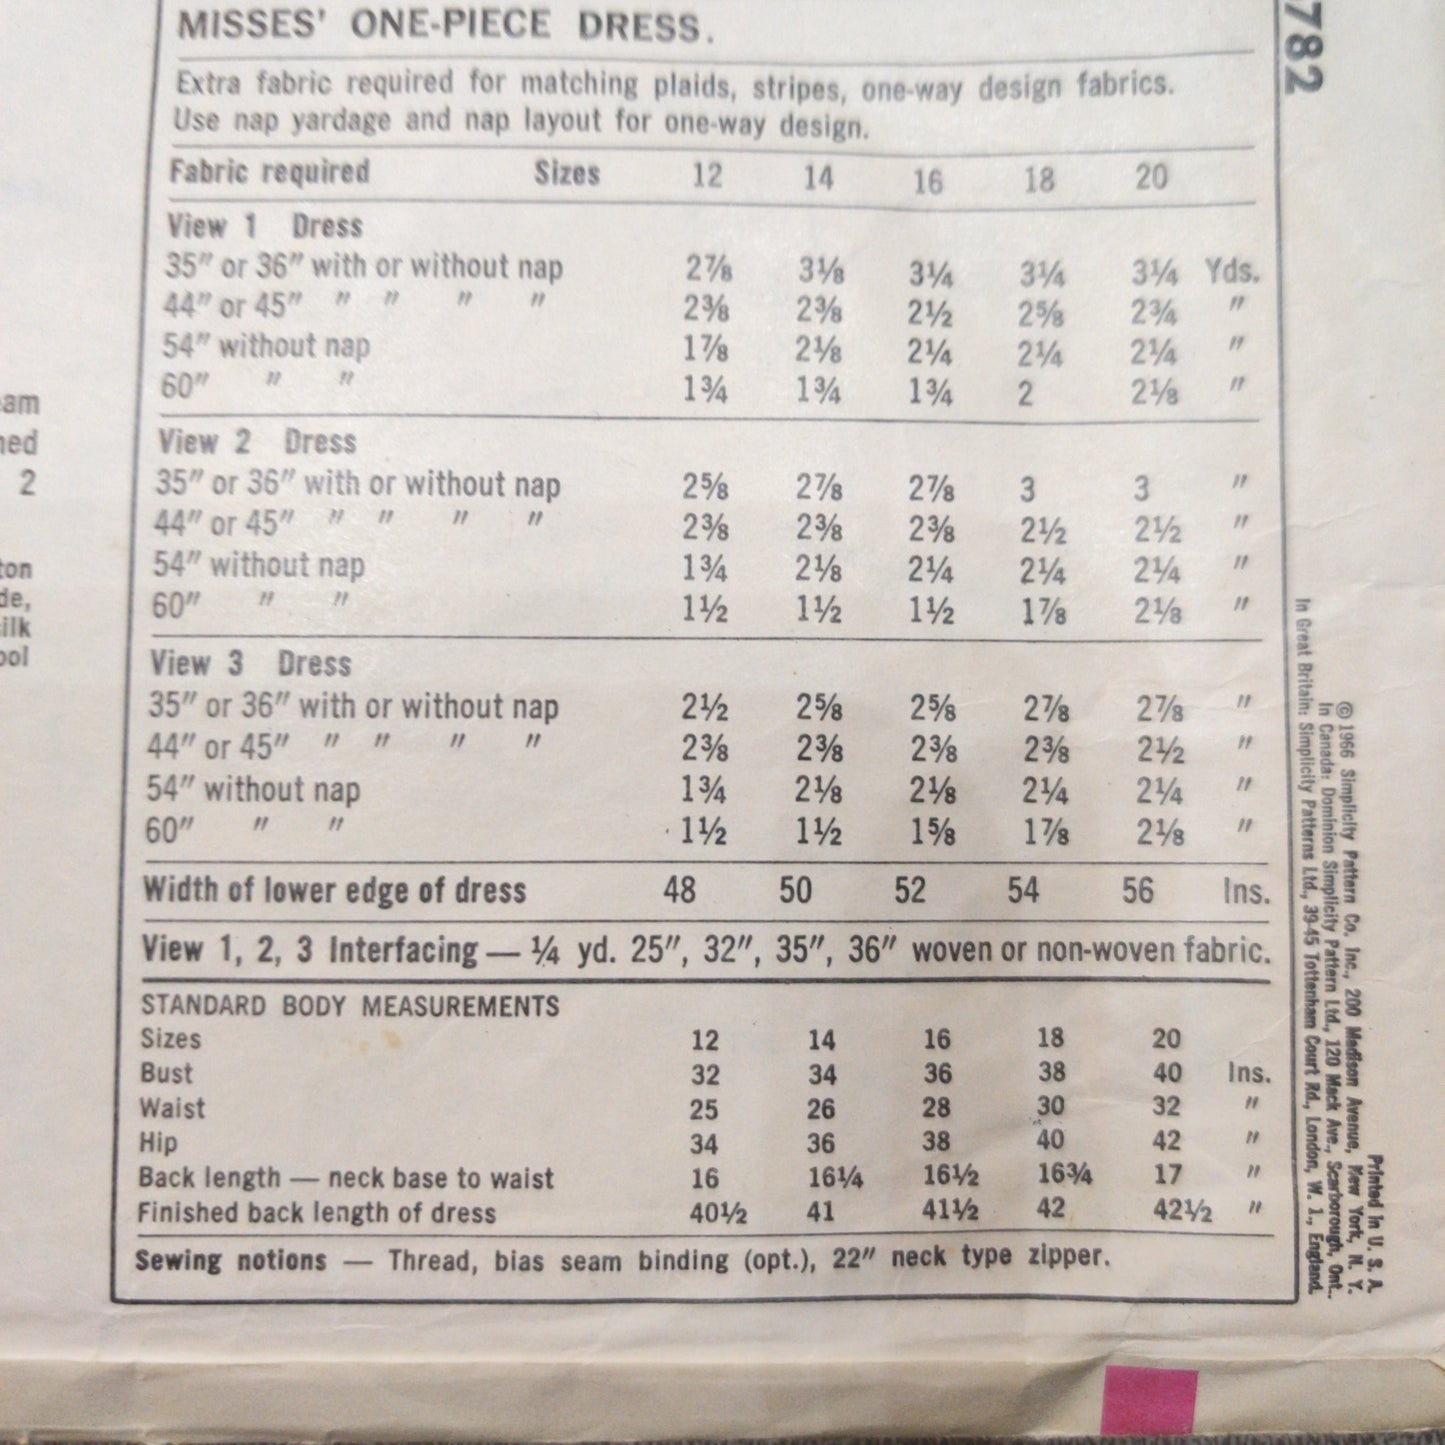 MISSES' ONE-PIECE DRESS.
Extra fabric required for matching plaids, stripes, one-way design fabrics.
Use nap yardage and nap layout for one-way design.
Fabric required Sizes 12 14 16 18 20
View 1 Dress
35" or 36" with or without nap 2⅞ 3⅛ 3¼ 3¼ 3¼ Yds.
44" or 45" " " " " 2⅜ 2⅜ 2½ 2⅝ 2¾ "
54" without nap 1⅞ 2⅛ 2¼ 2¼ 2¼ "
60" " " 1¾ 1¾ 1¾ 2 2⅛ "
View 2 Dress
35" or 36" with or without nap 2⅝ 2⅞ 2⅞ 3 3 "
44" or 45" " " " " 2⅜ 2⅜ 2⅜ 2½ 2½ "
54" without nap 1¾ 2⅛ 2¼ 2¼ 2¼ "
60" " " 1½ 1½ 1½ 1⅞ 2⅛ "
View 3 Dress
35" or 36" with or without nap 2½ 2⅝ 2⅝ 2⅞ 2⅞ "
44" or 45" " " " " 2⅜ 2⅜ 2⅜ 2⅜ 2½ "
54" without nap 1¾ 2⅛ 2⅛ 2¼ 2¼ "
60" " " 1½ 1½ 1⅝ 1⅞ 2⅛ "
Width of lower edge of dress 48 50 52 54 56 Ins.
View 1, 2, 3 Interfacing — ¼ yd. 25", 32", 35", 36" woven or non-woven fabric.
STANDARD BODY MEASUREMENTS
Sizes 12 14 16 18 20
Bust 32 34 36 38 40 Ins.
Waist 25 26 28 30 32 "
Hip 34 36 38 40 42 "
Back length — neck base to waist 16 16¼ 16½ 16¾ 17 "
Finished back length of dress 40½ 41 41½ 42 42½ "
Sewing notions — Thread, bias seam binding (opt.), 22" neck type zipper.
782
Printed in U. S. A.
© 1966 Simplicity Pattern Co. Inc., 200 Madison Avenue, New York, N. Y.
In Canada: Dominion Simplicity Pattern Ltd., 120 Mack Ave., Scarborough, Ont..
In Great Britain: Simplicity Patterns Ltd., 39-45 Tottenham Court Rd., London, W. 1., England.
2